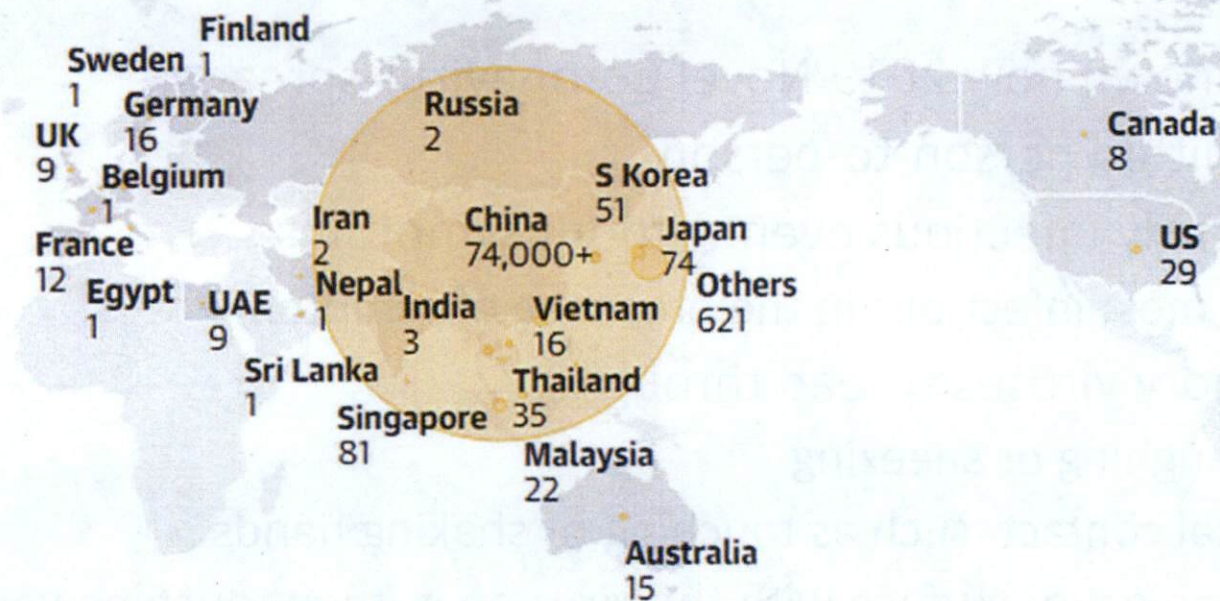 Finland
1
Sweden
1
Germany
16
UK
9
Belgium
1
France
12
Egypt
1
UAE
9
Russia
2
S Korea
51
Iran
2
China
74,000+
Japan
74
Others
621
Nepal
1
India
3
Vietnam
16
Sri Lanka
1
Thailand
35
Singapore
81
Malaysia
22
Australia
15
Canada
8
US
29